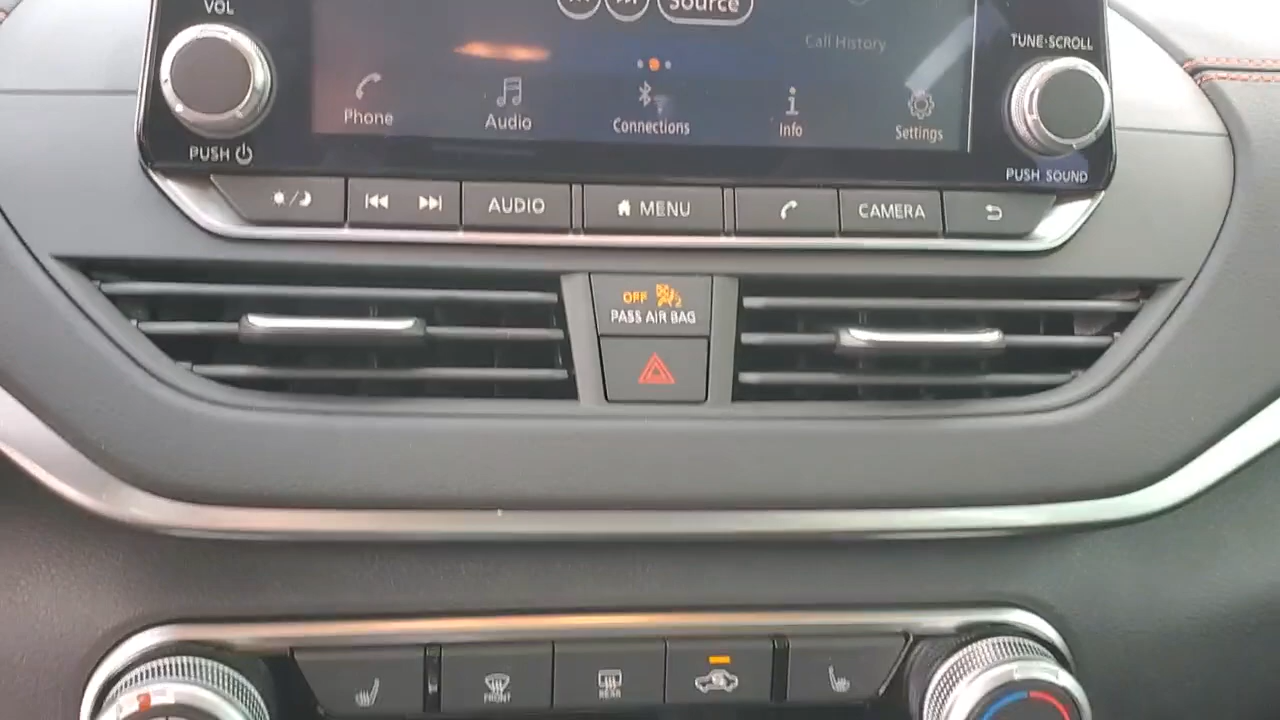 VOL
Source
Call History
TUNE·SCROLL
Phone
Audio
Connections
Info
Settings
PUSH
PUSH SOUND
AUDIO
MENU
CAMERA
OFF 2
PASS AIR BAG
FRONT
REAR